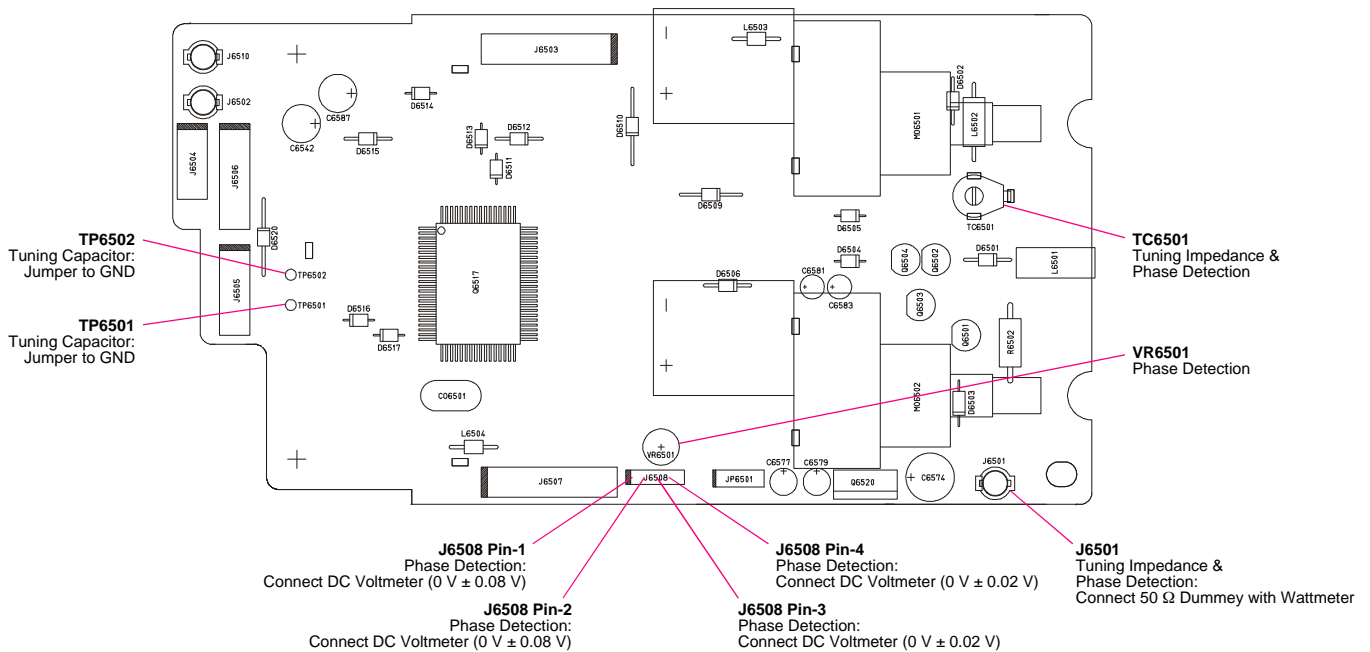 L6503
J6510
J6503
D6502
J6502
D6514
C6587
C6542
D6515
D6513
D6512
D6511
D6510
MO6501
L6502
J6504
J6506
D6509
TC6501
D6505
D6520
TP6502
Tuning Capacitor:
Jumper to GND
TC6501
Tuning Impedance &
Phase Detection
D6504
Q6504
Q6502
D6501
L6501
J6505
TP6502
Q6517
D6506
C6581
C6583
TP6501
Q6503
TP6501
Tuning Capacitor:
Jumper to GND
D6516
D6517
Q6501
R6502
VR6501
Phase Detection
CO6501
MO6502
D6503
L6504
VR6501
C6577
C6579
J6501
J6507
J6508
JP6501
Q6520
C6574
J6508 Pin-1
Phase Detection:
Connect DC Voltmeter (0 V ± 0.08 V)
J6508 Pin-4
Phase Detection:
Connect DC Voltmeter (0 V ± 0.02 V)
J6501
Tuning Impedance &
Phase Detection:
Connect 50 Ω Dummey with Wattmeter
J6508 Pin-2
Phase Detection:
Connect DC Voltmeter (0 V ± 0.08 V)
J6508 Pin-3
Phase Detection:
Connect DC Voltmeter (0 V ± 0.02 V)